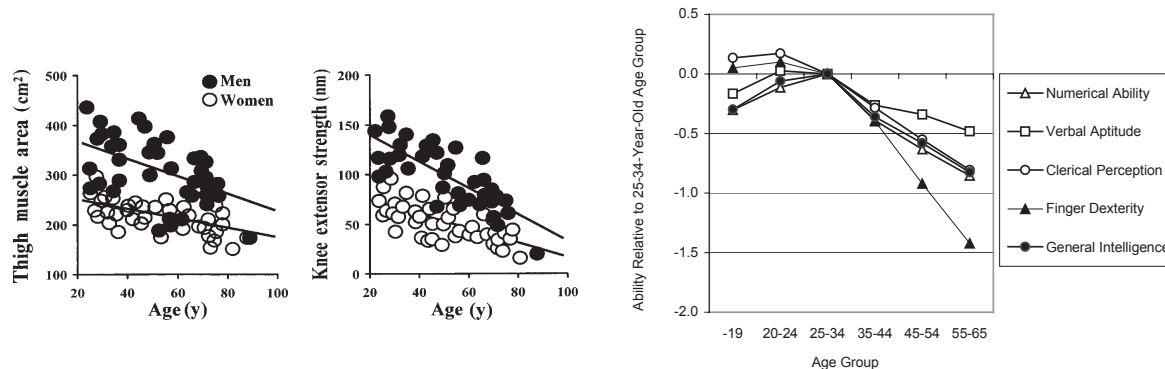 Thigh muscle area (cm²)
500
400
300
200
100
20 40 60 80 100
Age (y)
Men
Women
Knee extensor strength (nm)
200
150
100
50
0
20 40 60 80 100
Age (y)
Ability Relative to 25-34-Year-Old Age Group
0.5
0.0
-0.5
-1.0
-1.5
-2.0
-19 20-24 25-34 35-44 45-54 55-65
Age Group
Numerical Ability
Verbal Aptitude
Clerical Perception
Finger Dexterity
General Intelligence